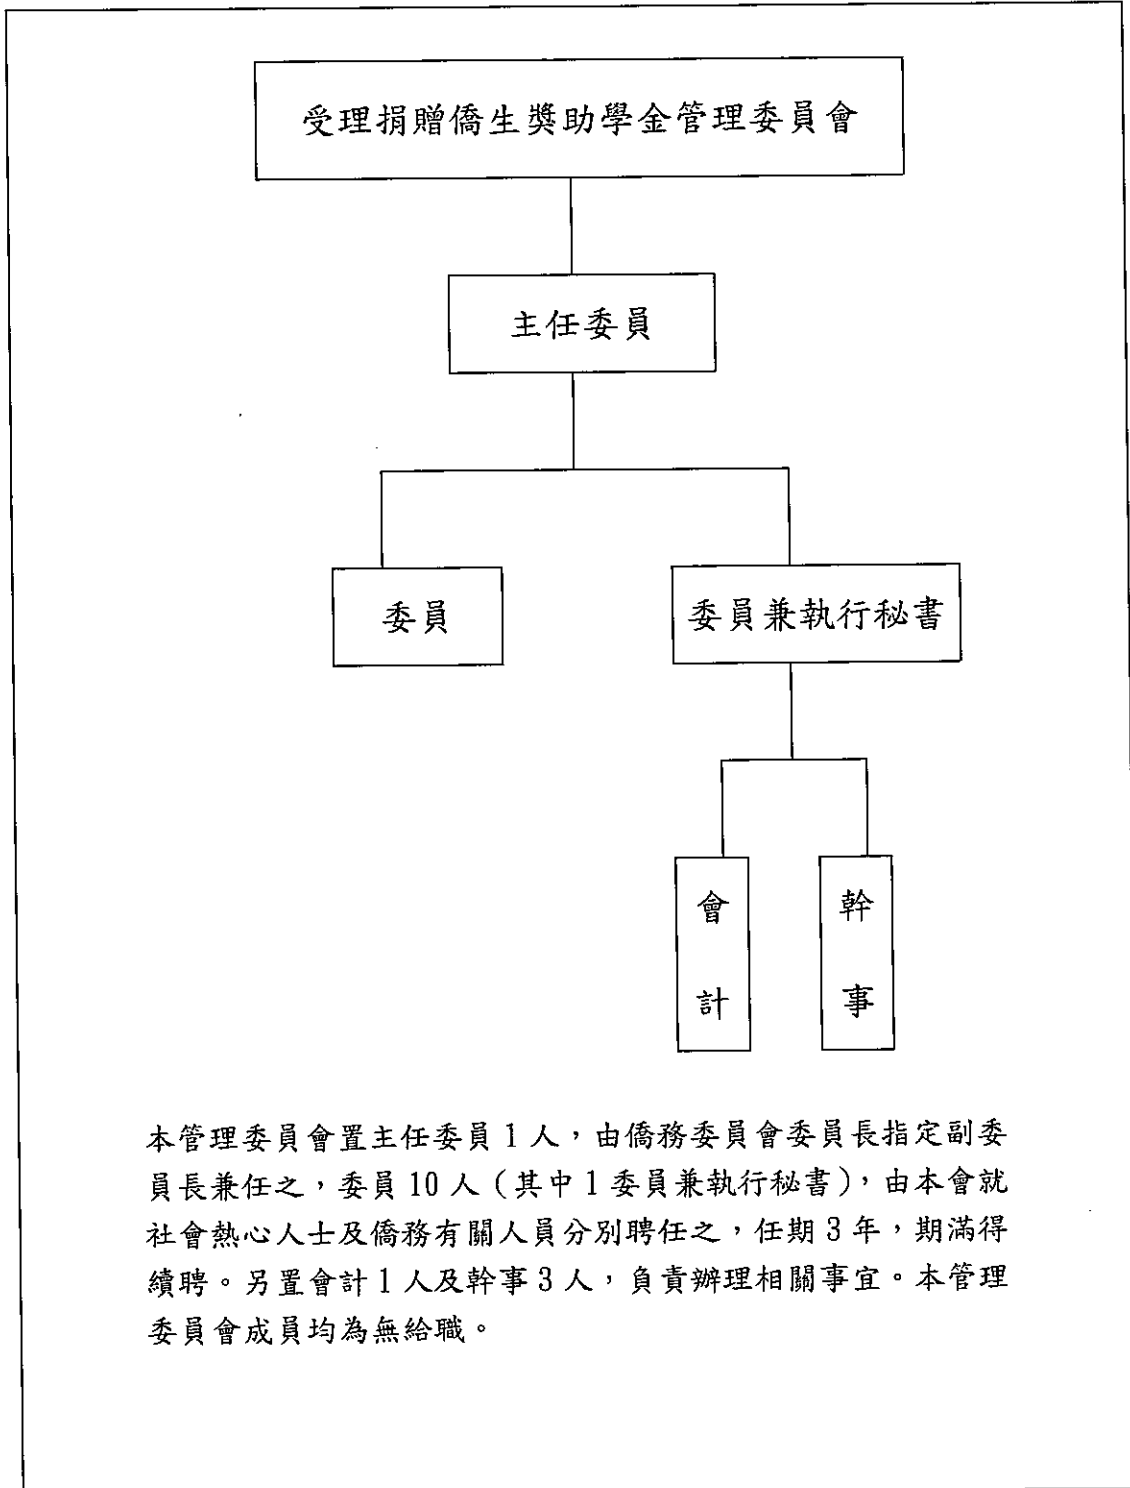 受理捐贈僑生獎助學金管理委員會
主任委員
委員
委員兼執行秘書
會計
幹事
本管理委員會置主任委員1人，由僑務委員會委員長指定副委
員長兼任之，委員10人（其中1委員兼執行秘書），由本會就
社會熱心人士及僑務有關人員分別聘任之，任期3年，期滿得
續聘。另置會計1人及幹事3人，負責辦理相關事宜。本管理
委員會成員均為無給職。